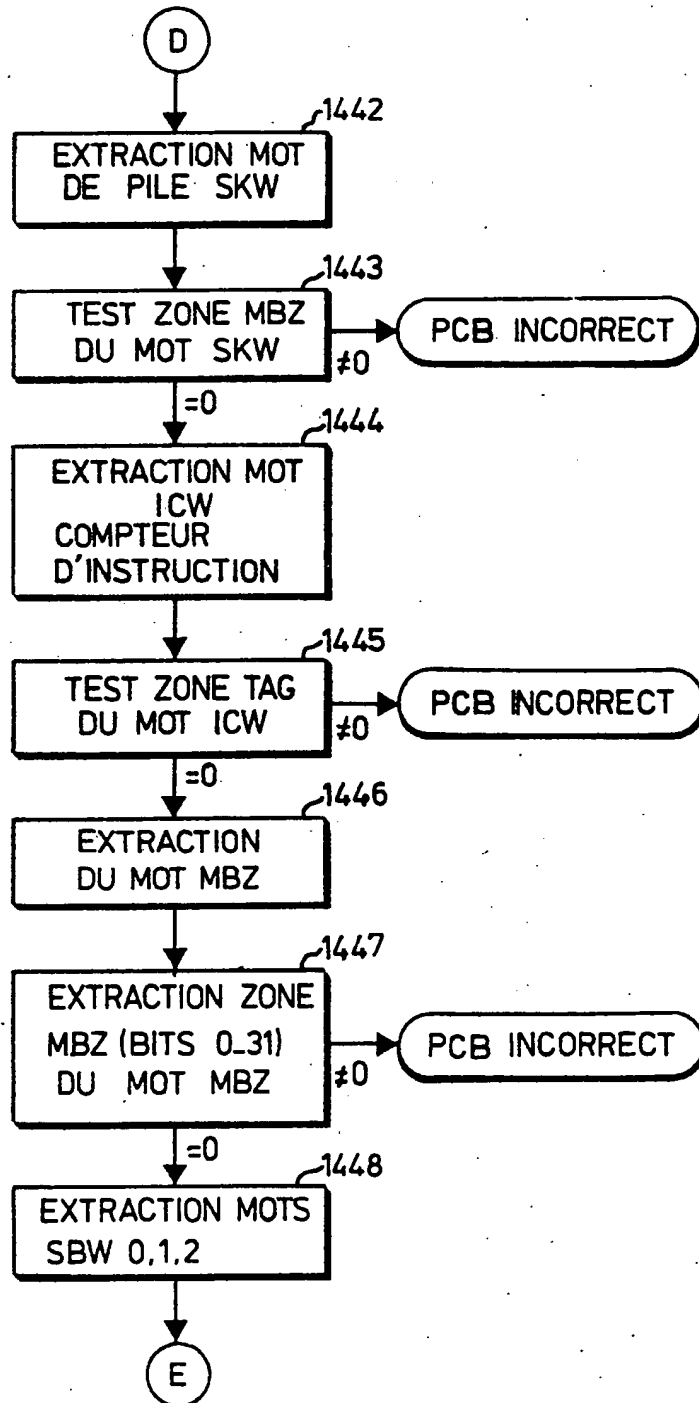 D
1442
EXTRACTION MOT
DE PILE SKW
1443
TEST ZONE MBZ
DU MOT SKW
≠0
PCB INCORRECT
=0
1444
EXTRACTION MOT
ICW
COMPTEUR
D'INSTRUCTION
1445
TEST ZONE TAG
DU MOT ICW
≠0
PCB INCORRECT
=0
1446
EXTRACTION
DU MOT MBZ
1447
EXTRACTION ZONE
MBZ (BITS 0_31)
DU MOT MBZ
≠0
PCB INCORRECT
=0
1448
EXTRACTION MOTS
SBW 0,1,2
E